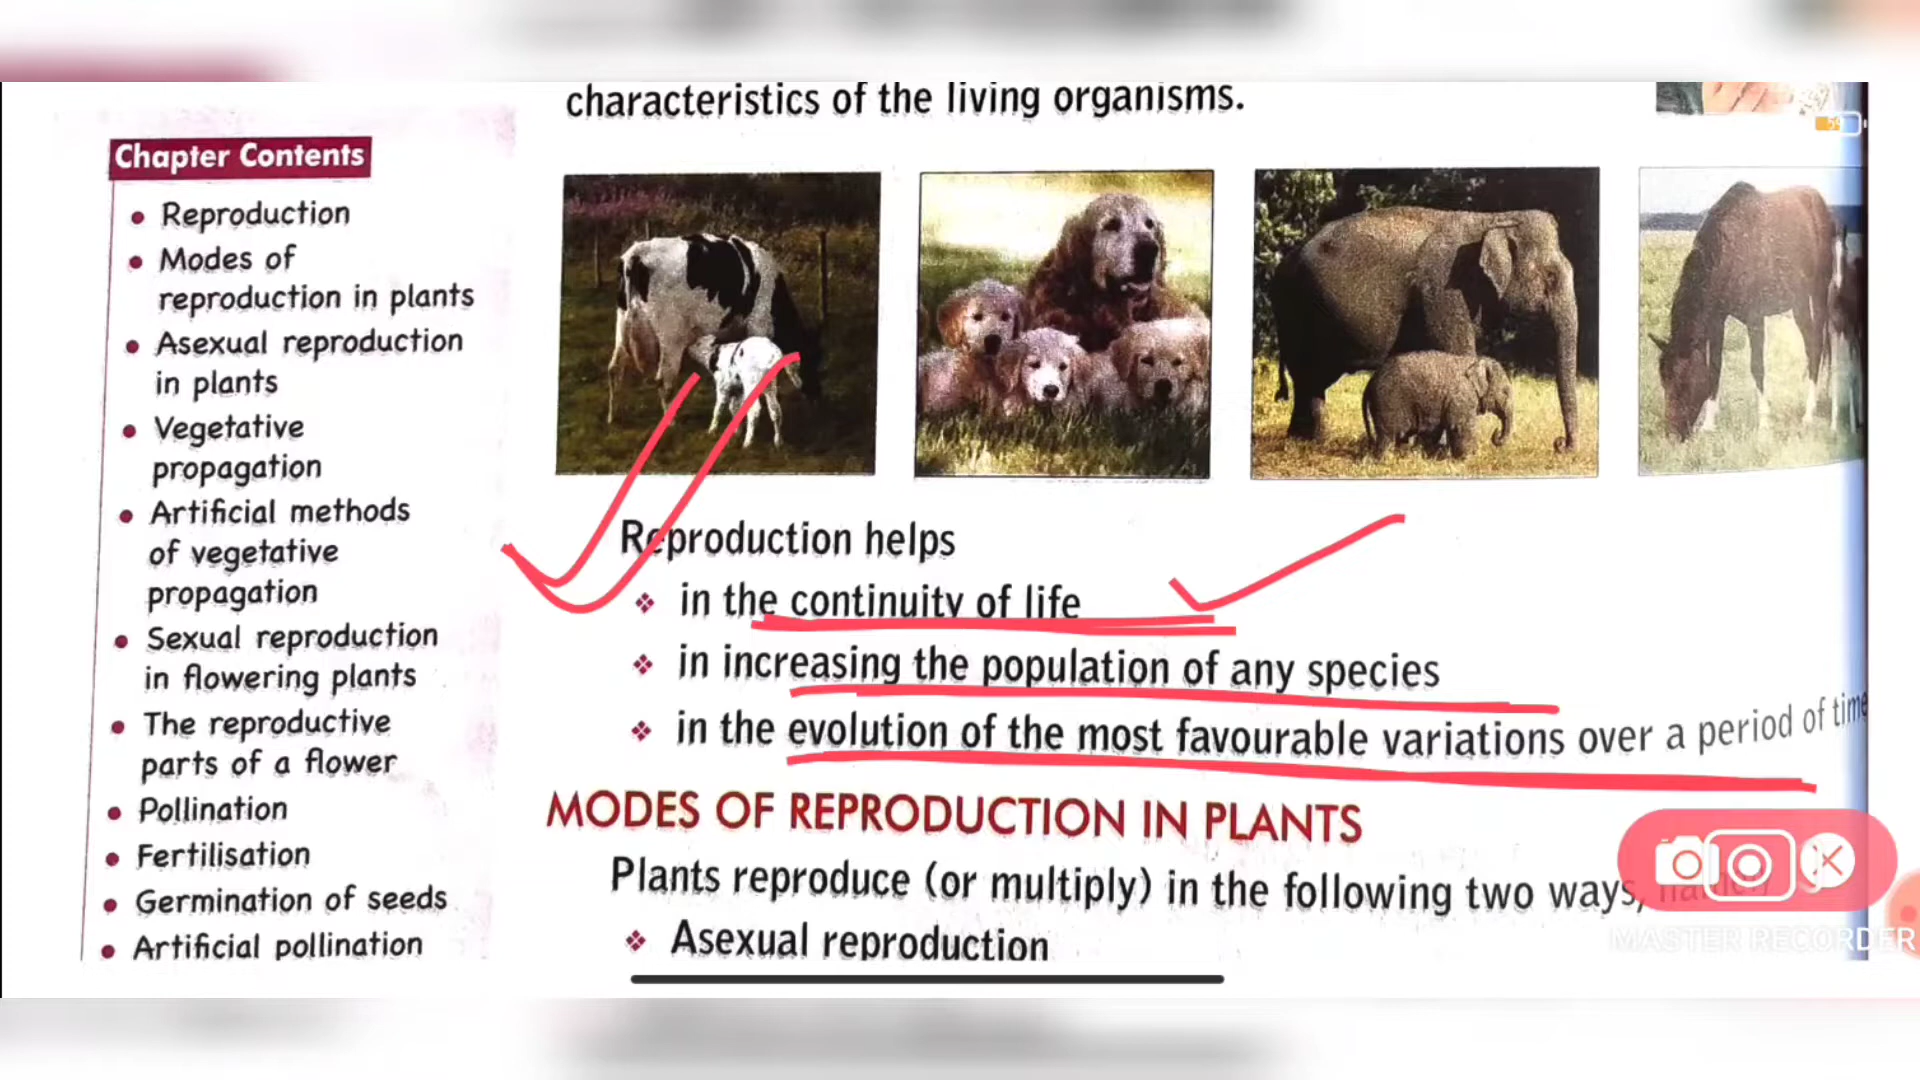 characteristics of the living organisms.
Chapter Contents
• Reproduction
• Modes of
reproduction in plants
• Asexual reproduction
in plants
• Vegetative
propagation
• Artificial methods
of vegetative
propagation
• Sexual reproduction
in flowering plants
• The reproductive
parts of a flower
• Pollination
• Fertilisation
• Germination of seeds
• Artificial pollination
Reproduction helps
❖ in the continuity of life
❖ in increasing the population of any species
❖ in the evolution of the most favourable variations over a period of time
MODES OF REPRODUCTION IN PLANTS
Plants reproduce (or multiply) in the following two ways,
❖ Asexual reproduction
MASTER RECORDER